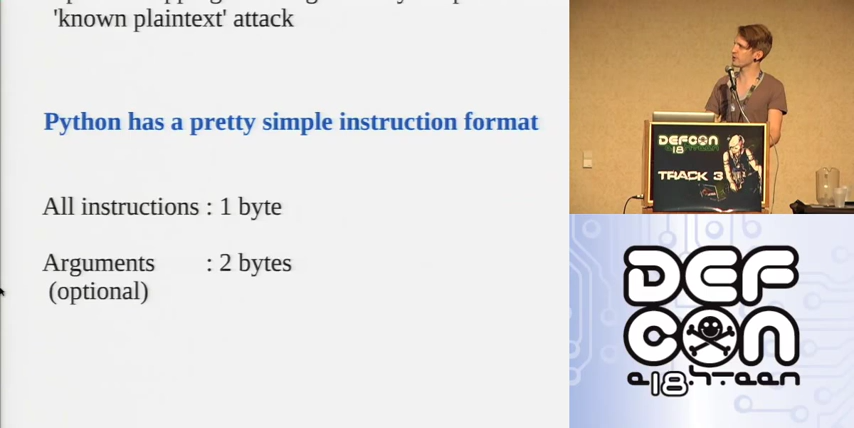 'known plaintext' attack
Python has a pretty simple instruction format
All instructions : 1 byte
Arguments : 2 bytes
(optional)
DEFCON
18
TRACK 3
DEF
CON
18